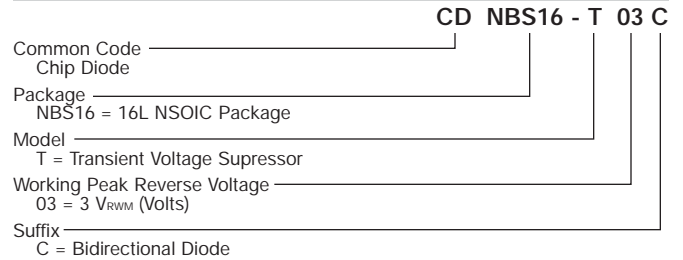 CD NBS16 - T 03 C
Common Code
Chip Diode
Package
NBS16 = 16L NSOIC Package
Model
T = Transient Voltage Supressor
Working Peak Reverse Voltage
03 = 3 VRWM (Volts)
Suffix
C = Bidirectional Diode